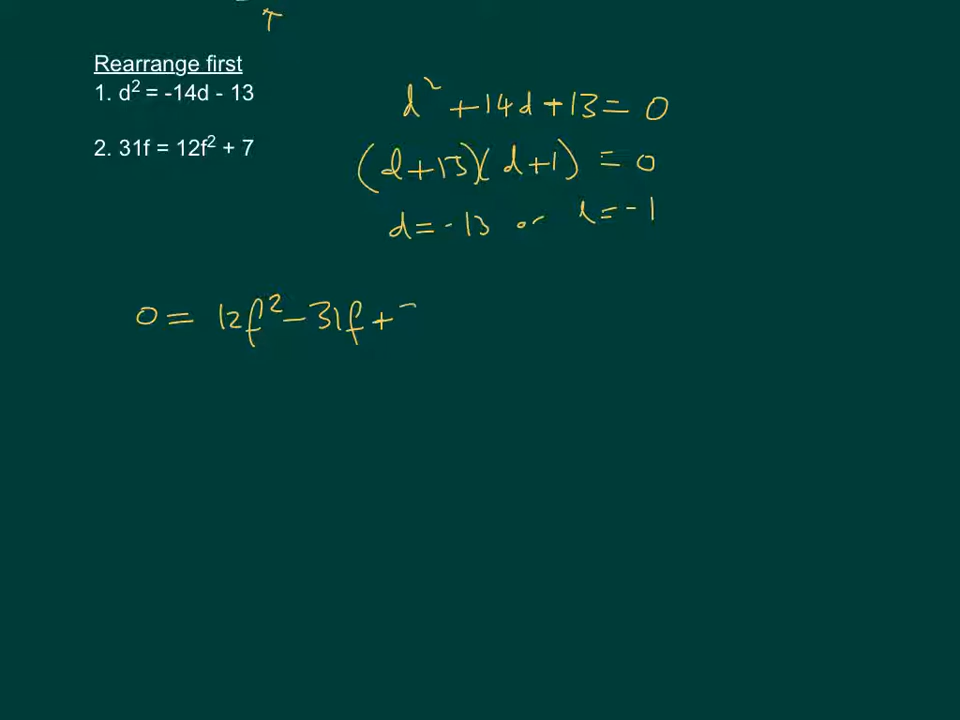 Rearrange first
1. d² = -14d - 13
d² + 14d + 13 = 0
2. 31f = 12f² + 7
(d+13)(d+1) = 0
d = -13 or d = -1
0 = 12f² - 31f +